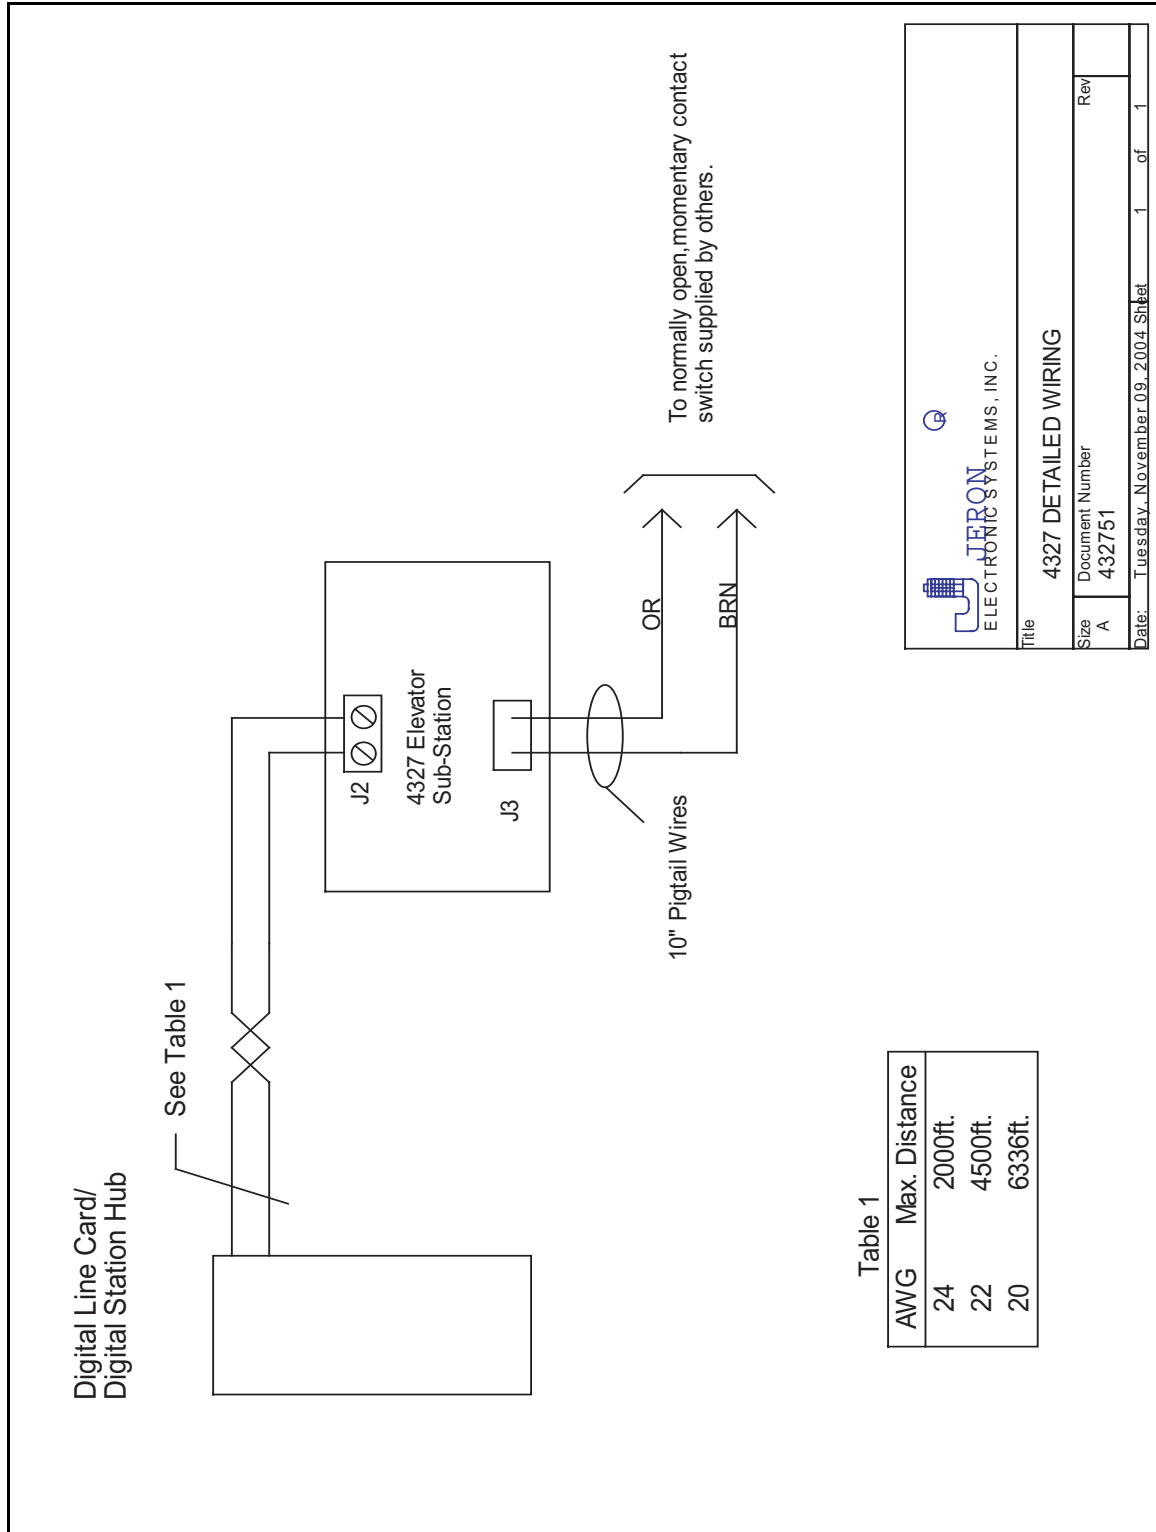 Digital Line Card/
Digital Station Hub
See Table 1
J2
4327 Elevator
Sub-Station
J3
10" Pigtail Wires
OR
BRN
To normally open,momentary contact
switch supplied by others.
Table 1
AWG Max. Distance
24 2000ft.
22 4500ft.
20 6336ft.
JERON R
ELECTRONIC SYSTEMS, INC.
Title
4327 DETAILED WIRING
Size Document Number Rev
A 432751
Date: Tuesday, November 09, 2004 Sheet 1 of 1